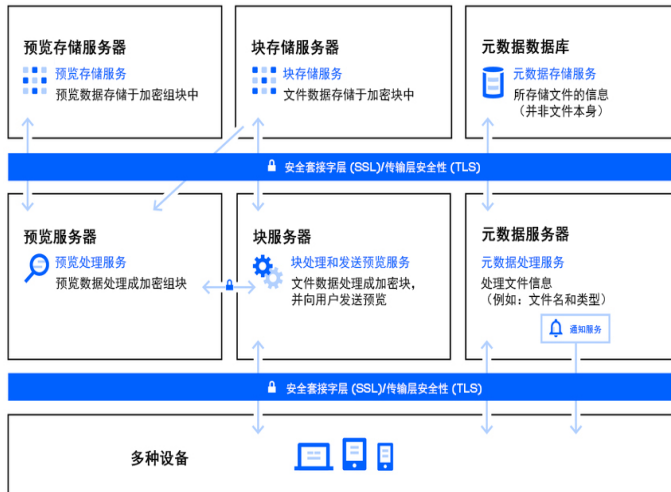 预览存储服务器
预览存储服务
预览数据存储于加密组块中
块存储服务器
块存储服务
文件数据存储于加密块中
元数据数据库
元数据存储服务
所存储文件的信息
（并非文件本身）
安全套接字层 (SSL)/传输层安全性 (TLS)
预览服务器
预览处理服务
预览数据处理成加密组块
块服务器
块处理和发送预览服务
文件数据处理成加密块，
并向用户发送预览
元数据服务器
元数据处理服务
处理文件信息
（例如：文件名和类型）
通知服务
安全套接字层 (SSL)/传输层安全性 (TLS)
多种设备